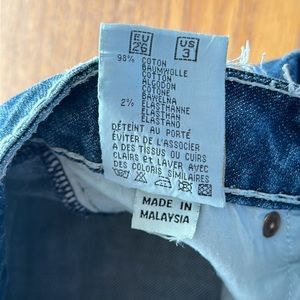 EU
26
US
3
98% COTON
BAUMWOLLE
COTTON
ALGODON
COTONE
BAWELNA
2% ELASTHANNE
ELASTHAN
ELASTANO
DÉTEINT AU PORTÉ
ÉVITER DE L'ASSOCIER
À DES TISSUS OU CUIRS
CLAIRS et LAVER AVEC
DES COLORIS SIMILAIRES
MADE IN
MALAYSIA